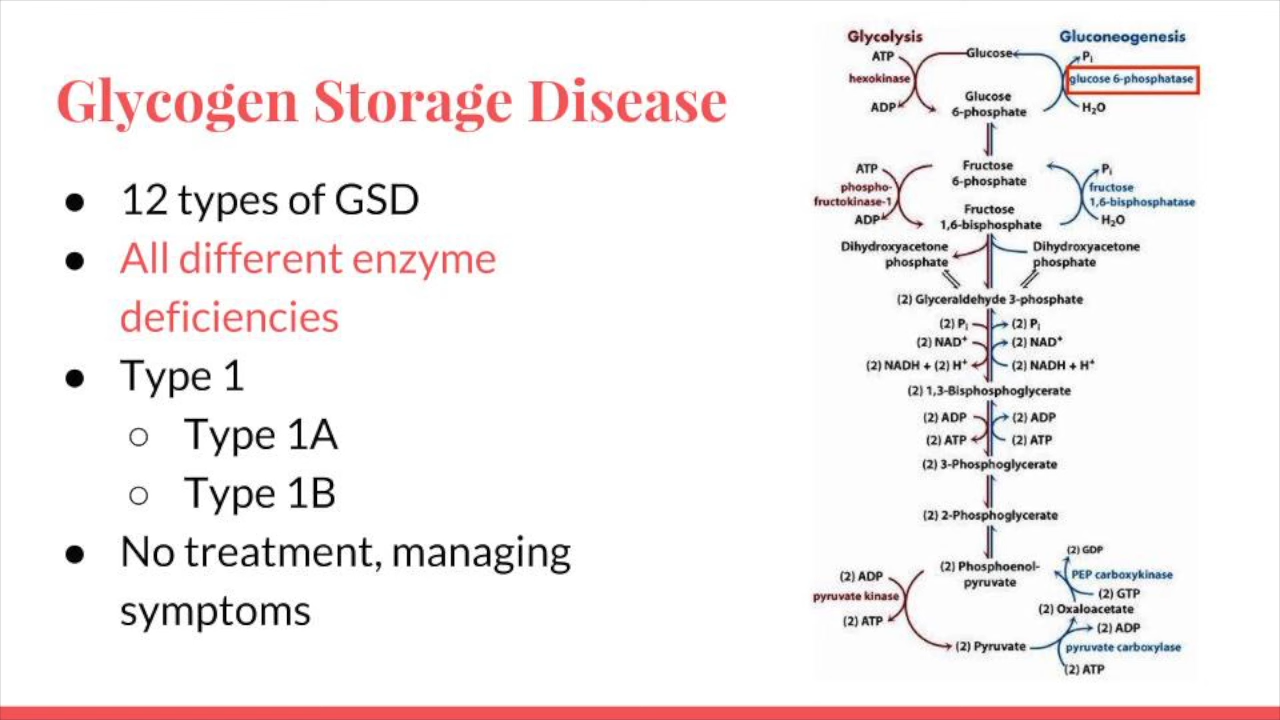 Glycogen Storage Disease
● 12 types of GSD
● All different enzyme
deficiencies
● Type 1
○ Type 1A
○ Type 1B
● No treatment, managing
symptoms
Glycolysis
Gluconeogenesis
ATP
Glucose
Pi
hexokinase
glucose 6-phosphatase
ADP
Glucose
6-phosphate
H2O
ATP
Fructose
6-phosphate
Pi
phospho-
fructokinase-1
fructose
1,6-bisphosphatase
ADP
Fructose
1,6-bisphosphate
H2O
Dihydroxyacetone
phosphate
Dihydroxyacetone
phosphate
(2) Glyceraldehyde 3-phosphate
(2) Pi
(2) Pi
(2) NAD+
(2) NAD+
(2) NADH + (2) H+
(2) NADH + H+
(2) 1,3-Bisphosphoglycerate
(2) ADP
(2) ADP
(2) ATP
(2) ATP
(2) 3-Phosphoglycerate
(2) 2-Phosphoglycerate
(2) GDP
(2) Phosphoenol-
pyruvate
(2) ADP
PEP carboxykinase
pyruvate kinase
(2) GTP
(2) Oxaloacetate
(2) ATP
(2) ADP
(2) Pyruvate
pyruvate carboxylase
(2) ATP